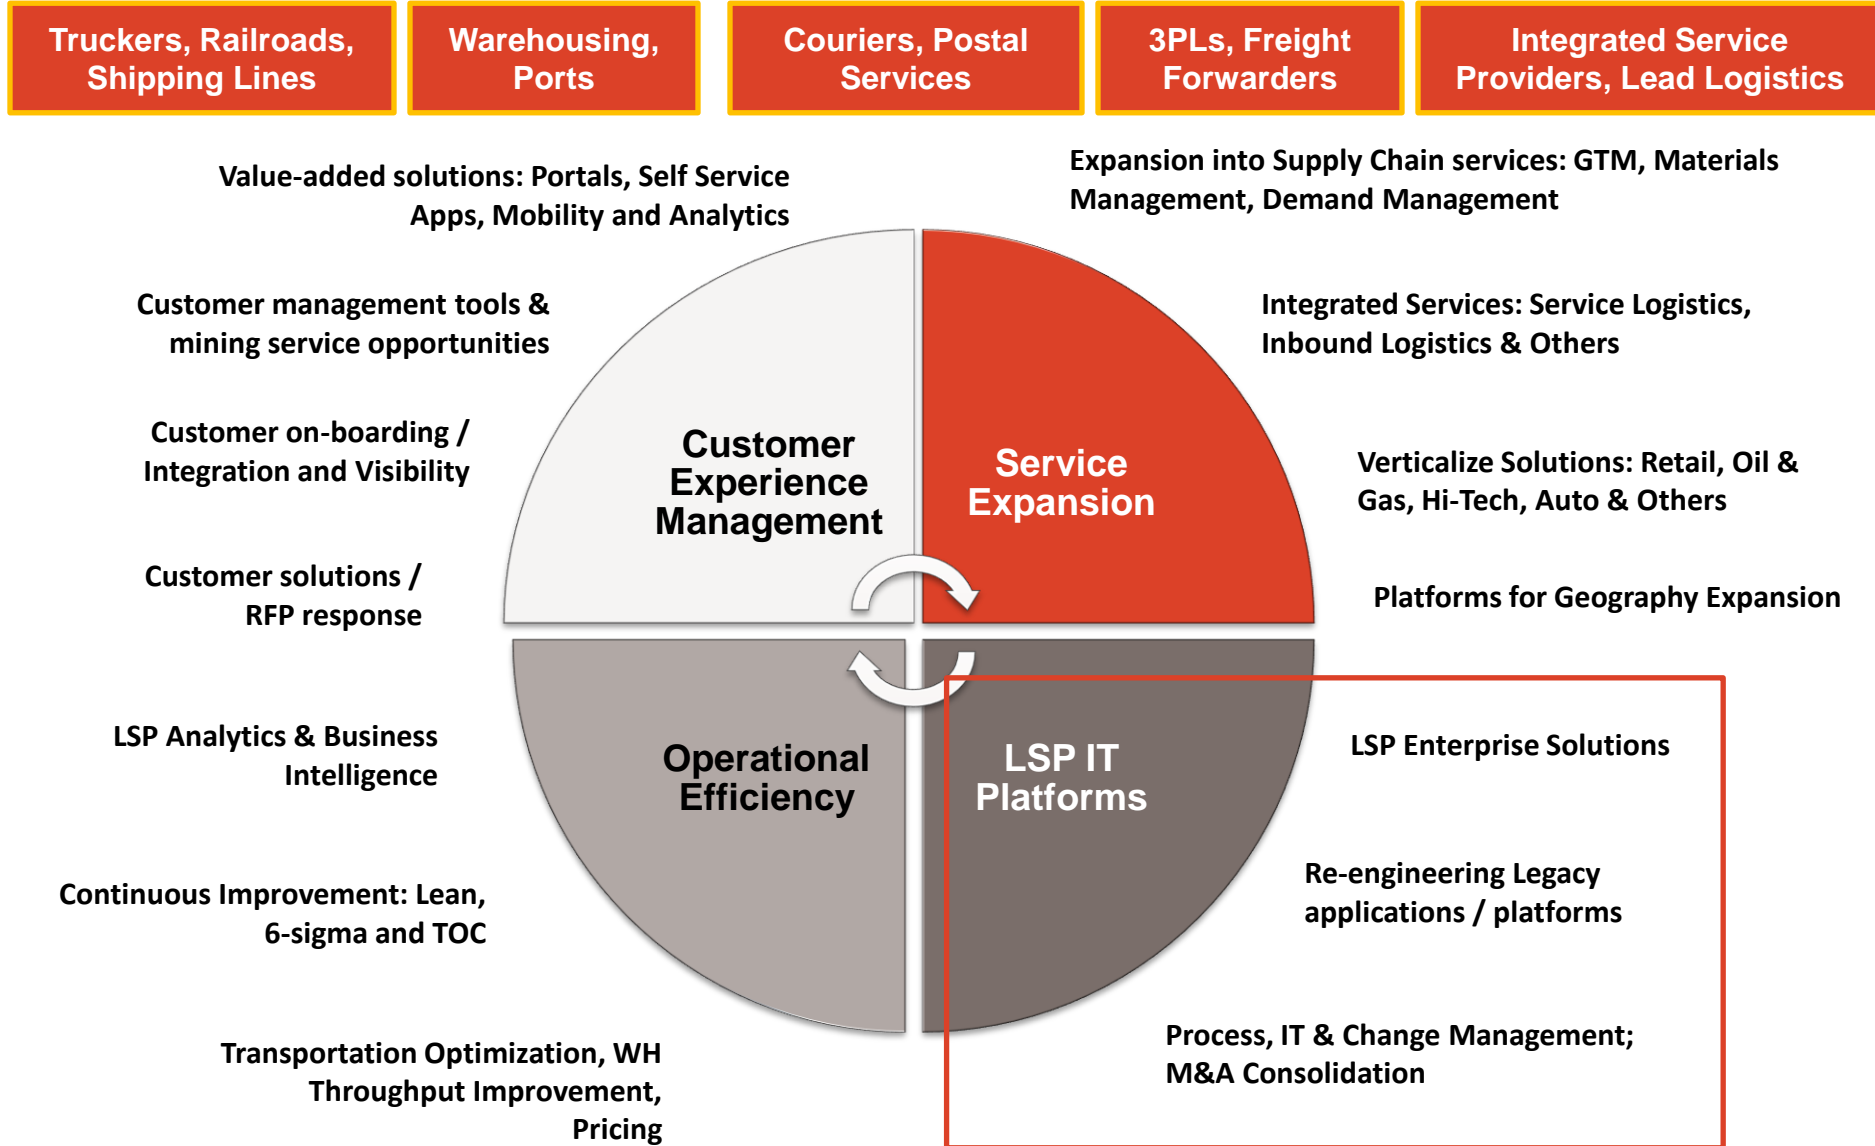 Truckers, Railroads,
Shipping Lines
Warehousing,
Ports
Couriers, Postal
Services
3PLs, Freight
Forwarders
Integrated Service
Providers, Lead Logistics
Value-added solutions: Portals, Self Service
Apps, Mobility and Analytics
Customer management tools &
mining service opportunities
Customer on-boarding /
Integration and Visibility
Customer solutions /
RFP response
Customer
Experience
Management
Service
Expansion
Expansion into Supply Chain services: GTM, Materials
Management, Demand Management
Integrated Services: Service Logistics,
Inbound Logistics & Others
Verticalize Solutions: Retail, Oil &
Gas, Hi-Tech, Auto & Others
Platforms for Geography Expansion
LSP Analytics & Business
Intelligence
Continuous Improvement: Lean,
6-sigma and TOC
Transportation Optimization, WH
Throughput Improvement,
Pricing
Operational
Efficiency
LSP IT
Platforms
LSP Enterprise Solutions
Re-engineering Legacy
applications / platforms
Process, IT & Change Management;
M&A Consolidation